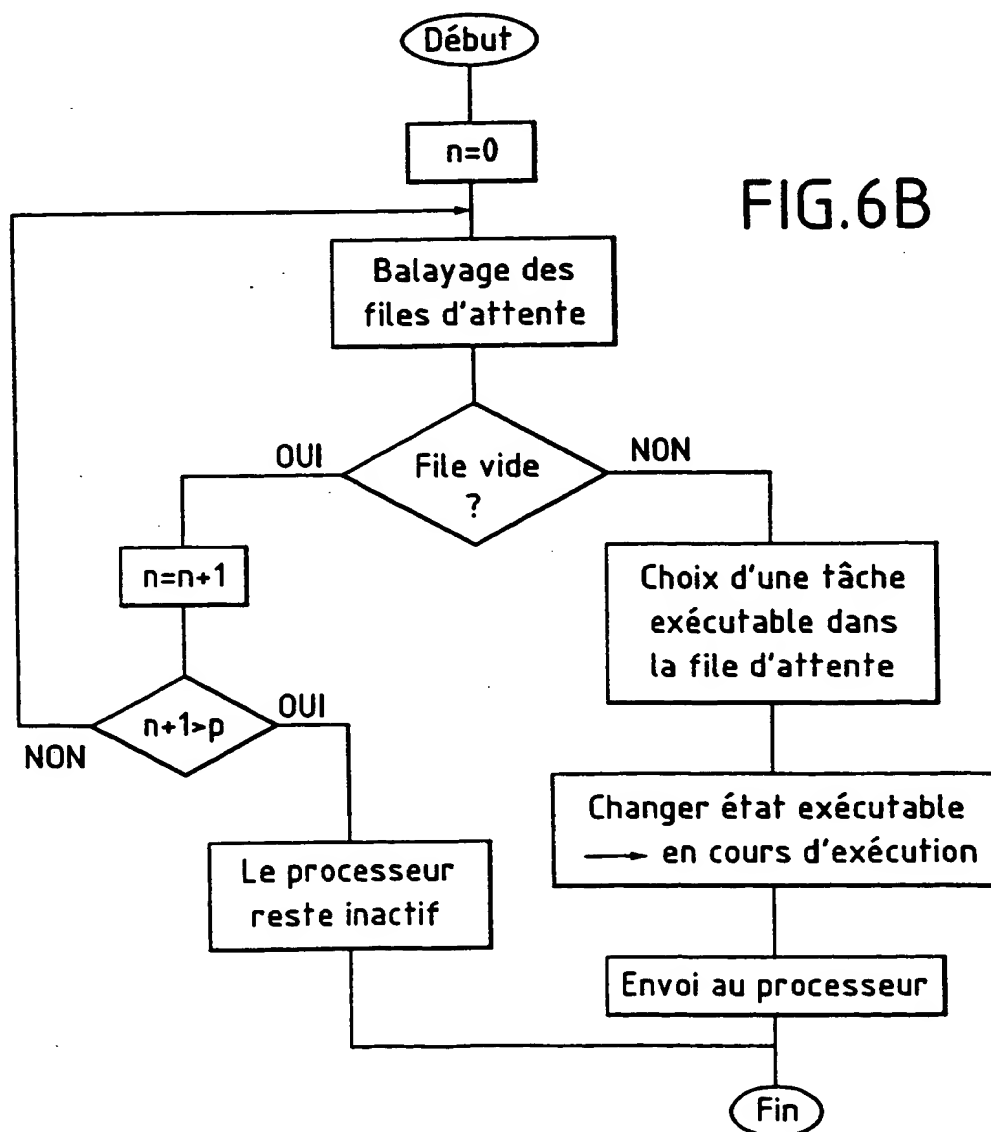 Début
n=0
FIG.6B
Balayage des
files d'attente
OUI
File vide
?
NON
n=n+1
Choix d'une tâche
exécutable dans
la file d'attente
n+1>p
OUI
NON
Changer état exécutable
→ en cours d'exécution
Le processeur
reste inactif
Envoi au processeur
Fin